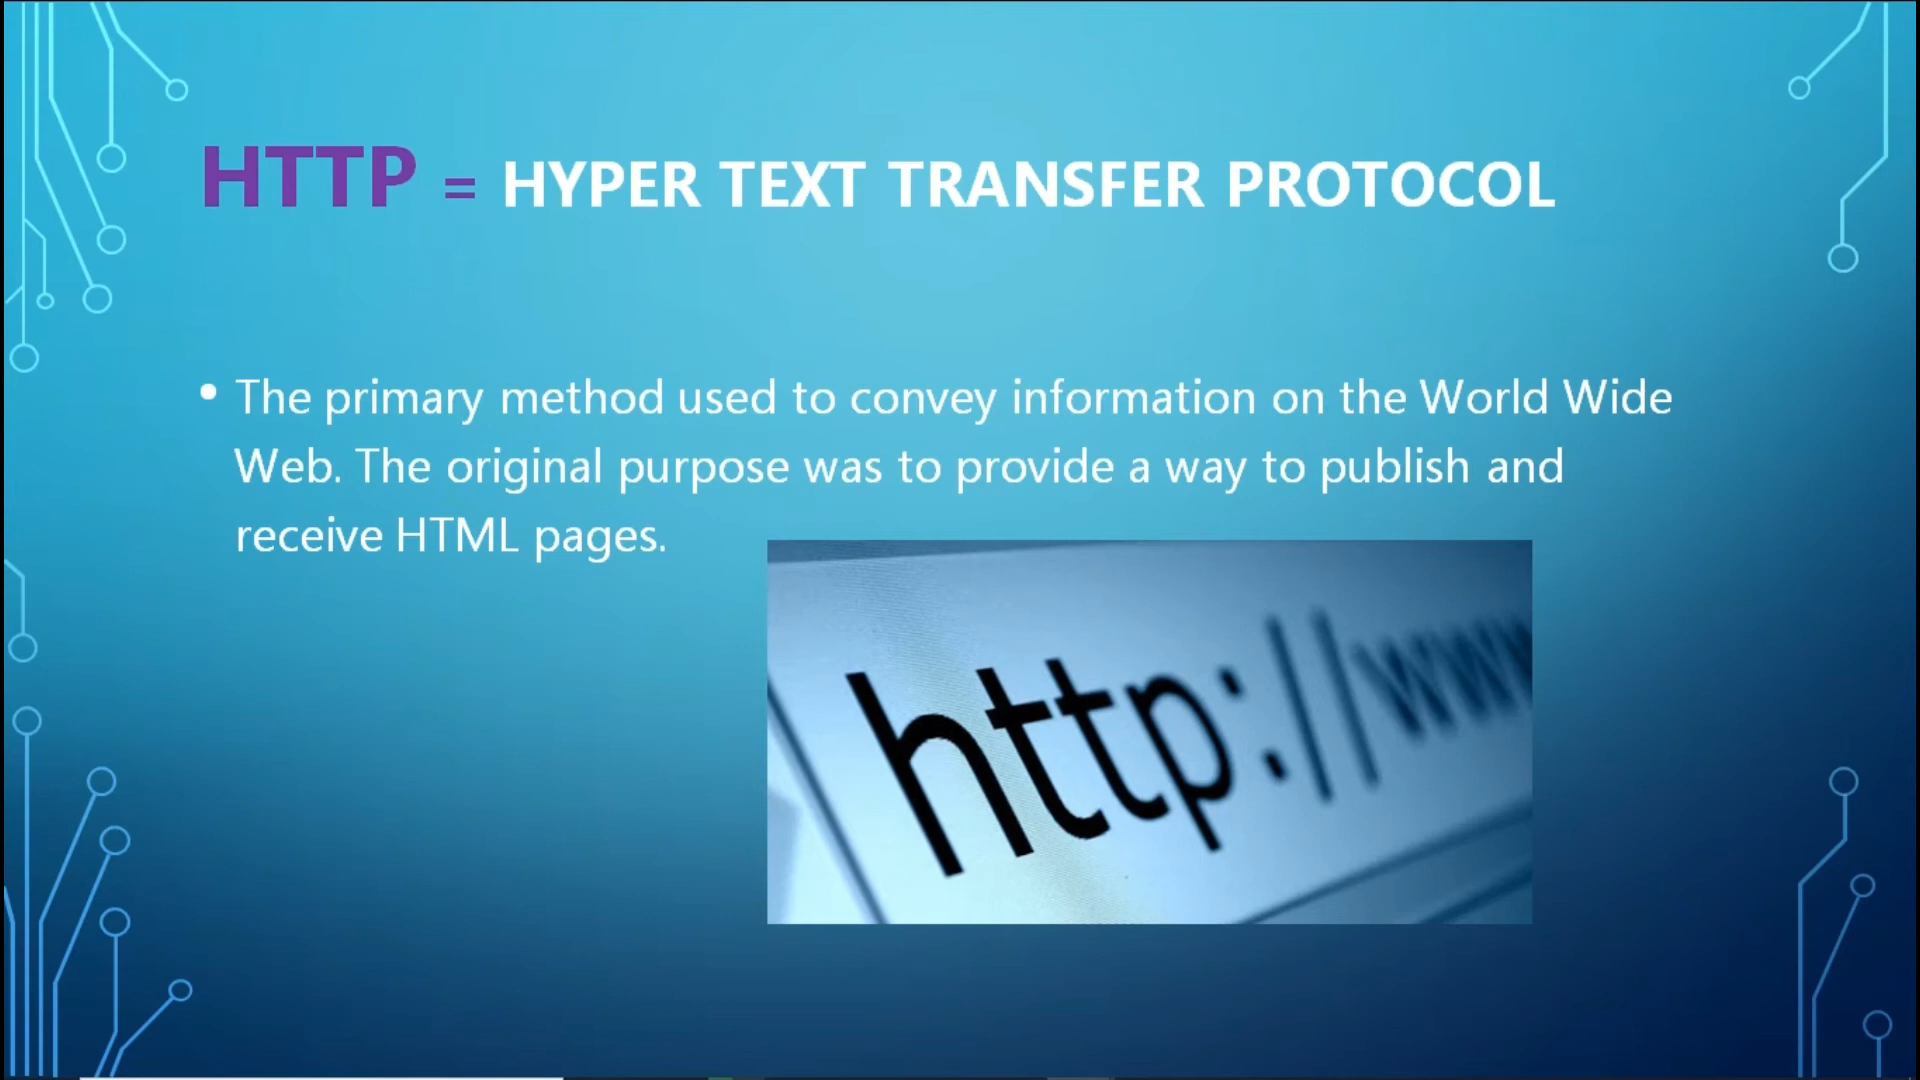 HTTP = HYPER TEXT TRANSFER PROTOCOL
• The primary method used to convey information on the World Wide
Web. The original purpose was to provide a way to publish and
receive HTML pages.
http://www